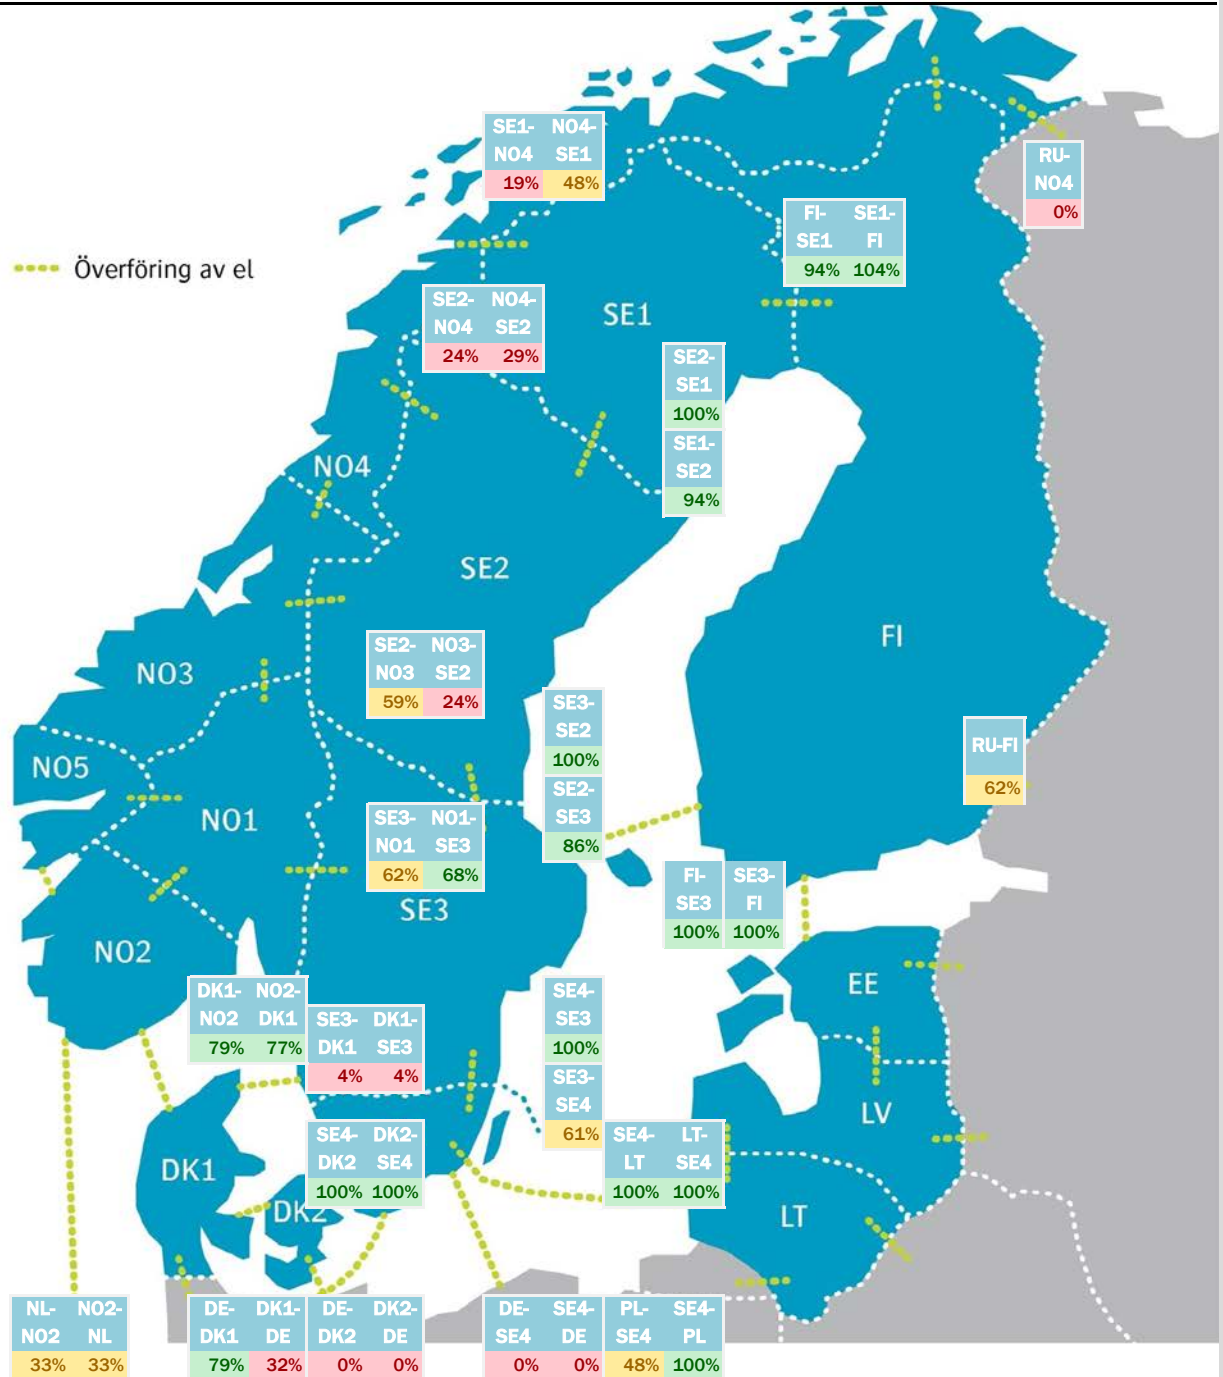 SE1- NO4-
NO4 SE1
19% 48%
RU-
NO4
0%
FI- SE1-
SE1 FI
94% 104%
Överföring av el
SE2- NO4-
NO4 SE2
24% 29%
SE1
SE2-
SE1
100%
SE1-
SE2
94%
NO4
SE2
FI
SE2- NO3-
NO3 SE2
59% 24%
NO3
SE3-
SE2
100%
SE2-
SE3
86%
RU-FI
62%
NO5
NO1
SE3- NO1-
NO1 SE3
62% 68%
SE3
FI- SE3-
SE3 FI
100% 100%
NO2
EE
DK1- NO2-
NO2 DK1
79% 77%
SE3- DK1-
DK1 SE3
4% 4%
SE4-
SE3
100%
SE3-
SE4
61%
LV
SE4- DK2-
DK2 SE4
100% 100%
SE4- LT-
LT SE4
100% 100%
DK1
DK2
LT
NL- NO2-
NO2 NL
33% 33%
DE- DK1-
DK1 DE
79% 32%
DE- DK2-
DK2 DE
0% 0%
DE- SE4-
SE4 DE
0% 0%
PL- SE4-
SE4 PL
48% 100%